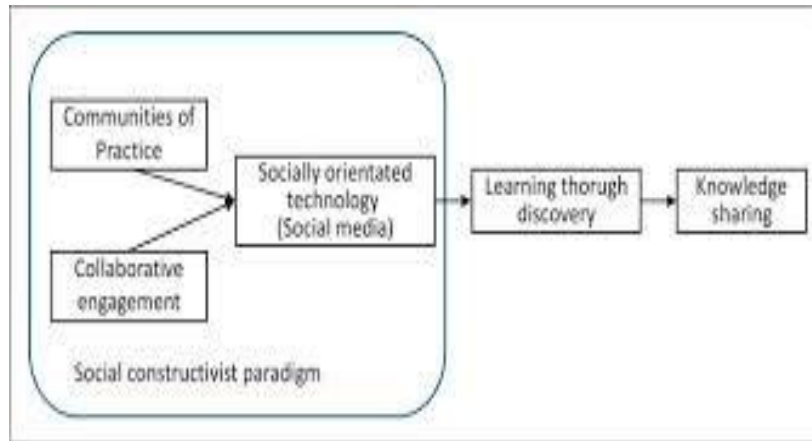 Communities of
Practice
Socially orientated
technology
(Social media)
Learning thorugh
discovery
Knowledge
sharing
Collaborative
engagement
Social constructivist paradigm